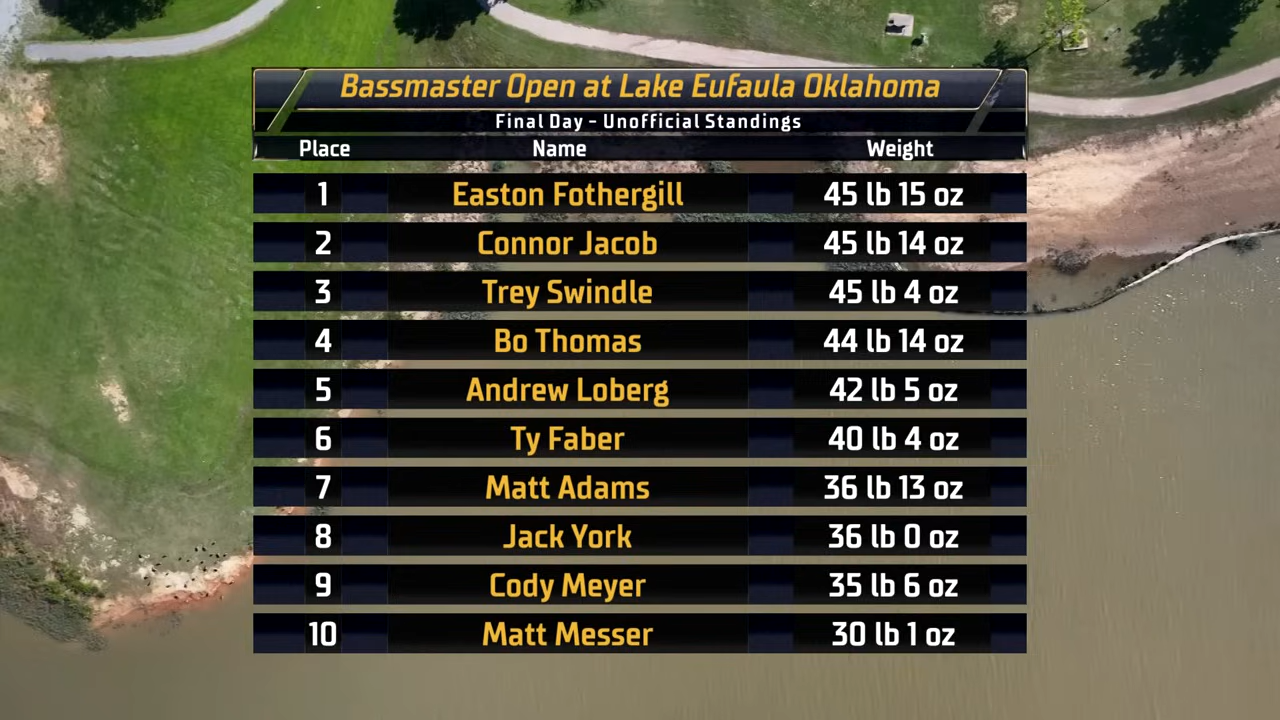 Bassmaster Open at Lake Eufaula Oklahoma
Final Day - Unofficial Standings
Place Name Weight
1 Easton Fothergill 45 lb 15 oz
2 Connor Jacob 45 lb 14 oz
3 Trey Swindle 45 lb 4 oz
4 Bo Thomas 44 lb 14 oz
5 Andrew Loberg 42 lb 5 oz
6 Ty Faber 40 lb 4 oz
7 Matt Adams 36 lb 13 oz
8 Jack York 36 lb 0 oz
9 Cody Meyer 35 lb 6 oz
10 Matt Messer 30 lb 1 oz